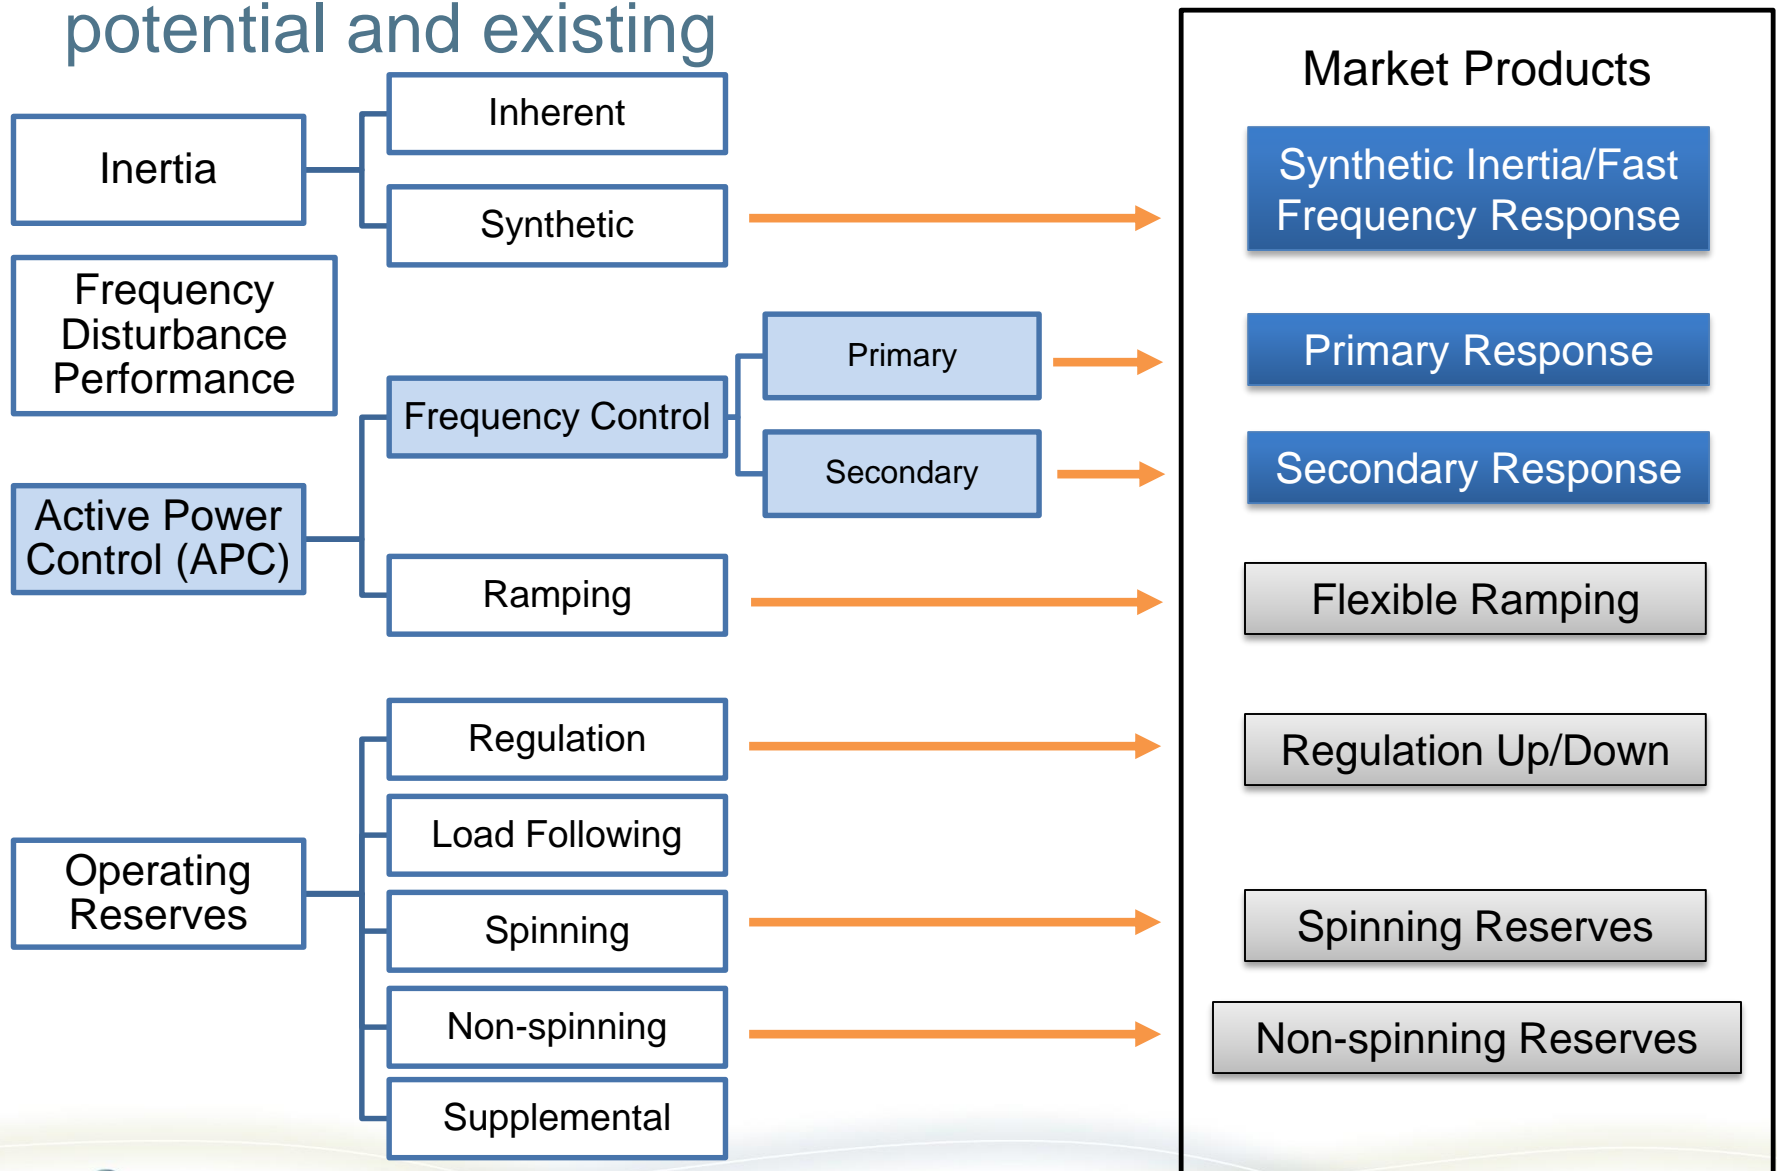 potential and existing
Inertia
Inherent
Synthetic
Frequency
Disturbance
Performance
Active Power
Control (APC)
Frequency Control
Primary
Secondary
Ramping
Operating
Reserves
Regulation
Load Following
Spinning
Non-spinning
Supplemental
Market Products
Synthetic Inertia/Fast
Frequency Response
Primary Response
Secondary Response
Flexible Ramping
Regulation Up/Down
Spinning Reserves
Non-spinning Reserves